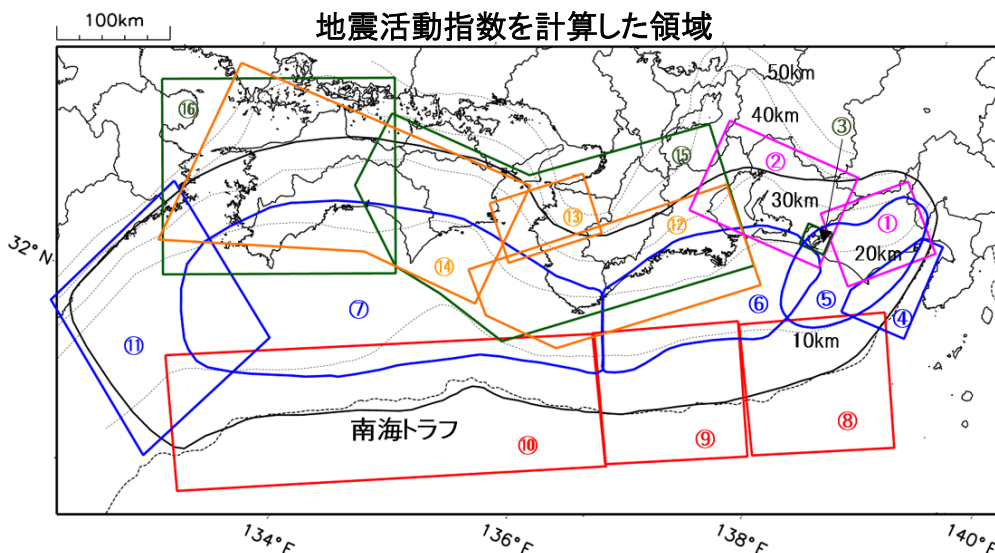 地震活動指数を計算した領域
100km
50km
40km
③
⑯
②
⑮
30km
①
⑬
⑫
20km
32°N
⑭
⑦
⑥
⑤
④
⑪
10km
南海トラフ
⑩
⑨
⑧
134°E
136°E
138°E
140°E